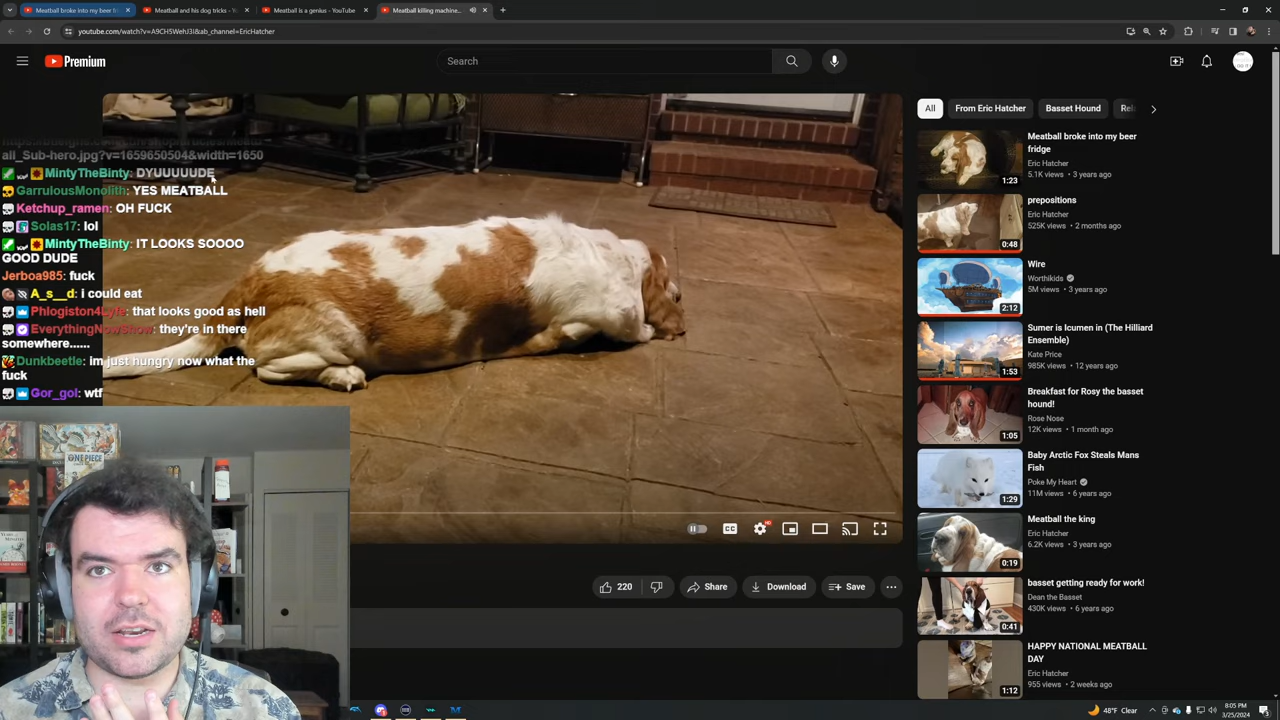 Meatball broke into my beer fri
Meatball and his dog tricks - Yo
Meatball is a genius - YouTube
Meatball killing machine...
youtube.com/watch?v=A9CH5WehJ3i&ab_channel=EricHatcher
Premium
Search
All
From Eric Hatcher
Basset Hound
Rel
all_Sub-hero.jpg?v=1659650504&width=1650
MintyTheBinty: DYUUUUUDE
GarrulousMonolith: YES MEATBALL
Ketchup_ramen: OH FUCK
Solas17: lol
MintyTheBinty: IT LOOKS SOOOO
GOOD DUDE
Jerboa985: fuck
A_s__d: i could eat
Phlogiston4Lyfe: that looks good as hell
EverythingNowShow: they're in there
somewhere......
Dunkbeetle: im just hungry now what the
fuck
Gor_gol: wtf
ONE PIECE
CC
HD
220
Share
Download
Save
Meatball broke into my beer
fridge
Eric Hatcher
5.1K views • 3 years ago
1:23
prepositions
Eric Hatcher
525K views • 2 months ago
0:48
Wire
Worthikids
5M views • 3 years ago
2:12
Sumer is Icumen in (The Hilliard
Ensemble)
Kate Price
985K views • 12 years ago
1:53
Breakfast for Rosy the basset
hound!
Rose Nose
12K views • 1 month ago
1:05
Baby Arctic Fox Steals Mans
Fish
Poke My Heart
11M views • 6 years ago
1:29
Meatball the king
Eric Hatcher
6.2K views • 3 years ago
0:19
basset getting ready for work!
Dean the Basset
430K views • 6 years ago
0:41
HAPPY NATIONAL MEATBALL
DAY
Eric Hatcher
955 views • 2 weeks ago
1:12
48°F Clear
8:05 PM
3/25/2024